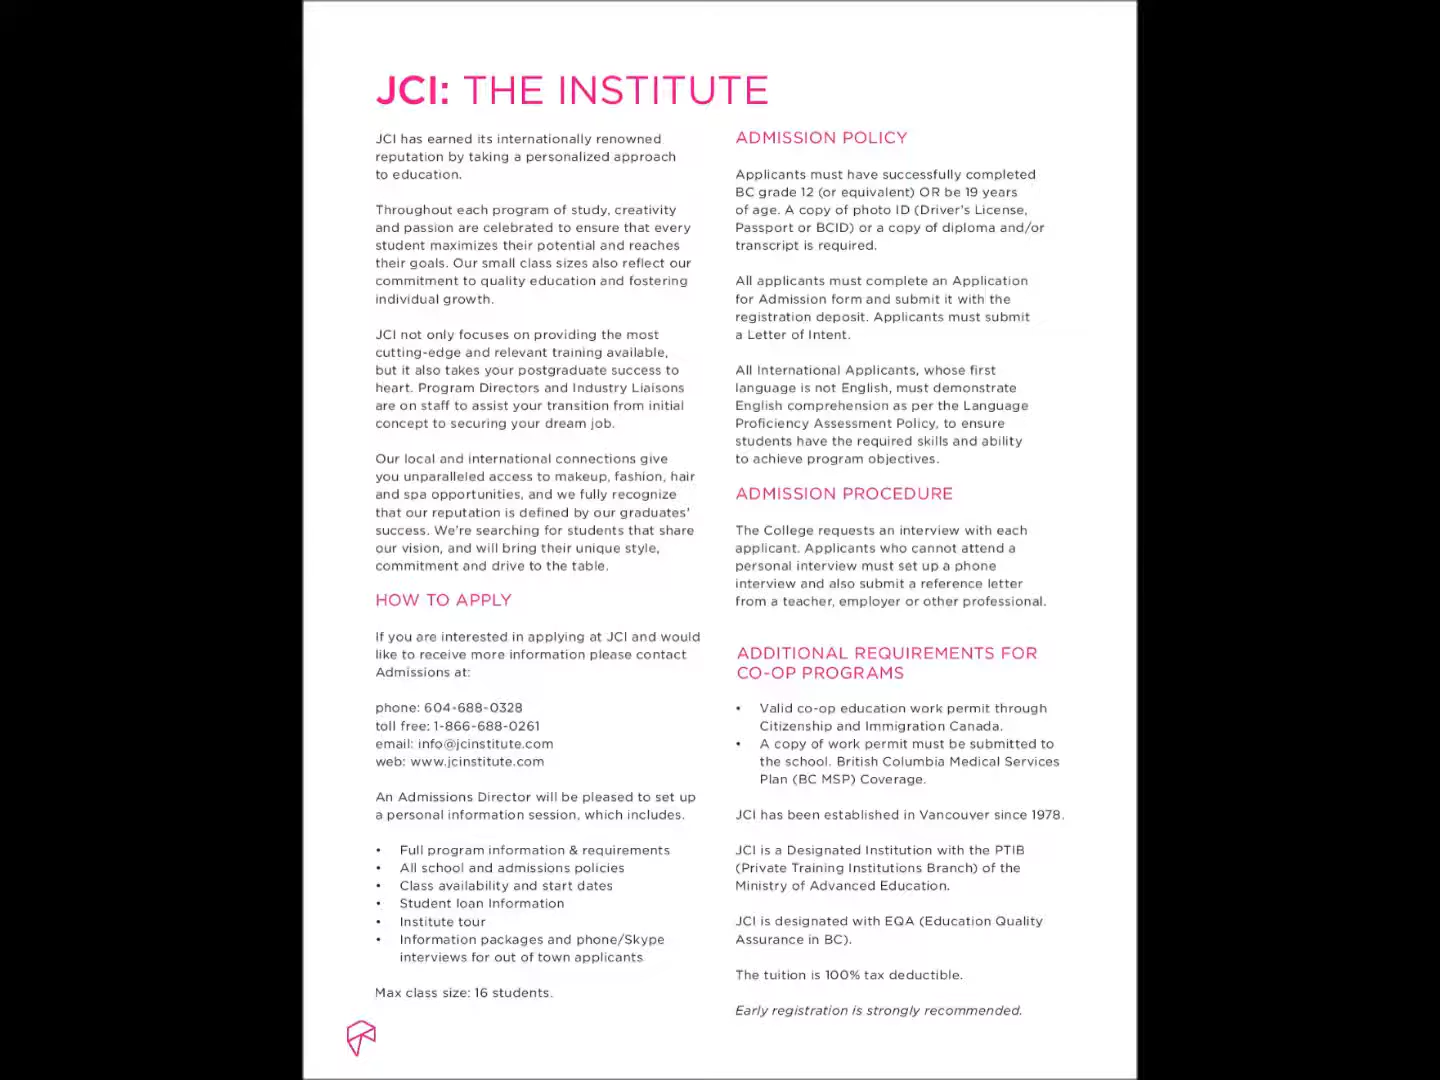 JCI: THE INSTITUTE
JCI has earned its internationally renowned
reputation by taking a personalized approach
to education.
Throughout each program of study, creativity
and passion are celebrated to ensure that every
student maximizes their potential and reaches
their goals. Our small class sizes also reflect our
commitment to quality education and fostering
individual growth.
JCI not only focuses on providing the most
cutting-edge and relevant training available,
but it also takes your postgraduate success to
heart. Program Directors and Industry Liaisons
are on staff to assist your transition from initial
concept to securing your dream job.
Our local and international connections give
you unparalleled access to makeup, fashion, hair
and spa opportunities, and we fully recognize
that our reputation is defined by our graduates'
success. We're searching for students that share
our vision, and will bring their unique style,
commitment and drive to the table.
HOW TO APPLY
If you are interested in applying at JCI and would
like to receive more information please contact
Admissions at:
phone: 604-688-0328
toll free: 1-866-688-0261
email: info@jcinstitute.com
web: www.jcinstitute.com
An Admissions Director will be pleased to set up
a personal information session, which includes.
• Full program information & requirements
• All school and admissions policies
• Class availability and start dates
• Student loan Information
• Institute tour
• Information packages and phone/Skype
interviews for out of town applicants
Max class size: 16 students.
ADMISSION POLICY
Applicants must have successfully completed
BC grade 12 (or equivalent) OR be 19 years
of age. A copy of photo ID (Driver's License,
Passport or BCID) or a copy of diploma and/or
transcript is required.
All applicants must complete an Application
for Admission form and submit it with the
registration deposit. Applicants must submit
a Letter of Intent.
All International Applicants, whose first
language is not English, must demonstrate
English comprehension as per the Language
Proficiency Assessment Policy, to ensure
students have the required skills and ability
to achieve program objectives.
ADMISSION PROCEDURE
The College requests an interview with each
applicant. Applicants who cannot attend a
personal interview must set up a phone
interview and also submit a reference letter
from a teacher, employer or other professional.
ADDITIONAL REQUIREMENTS FOR
CO-OP PROGRAMS
• Valid co-op education work permit through
Citizenship and Immigration Canada.
• A copy of work permit must be submitted to
the school. British Columbia Medical Services
Plan (BC MSP) Coverage.
JCI has been established in Vancouver since 1978.
JCI is a Designated Institution with the PTIB
(Private Training Institutions Branch) of the
Ministry of Advanced Education.
JCI is designated with EQA (Education Quality
Assurance in BC).
The tuition is 100% tax deductible.
Early registration is strongly recommended.